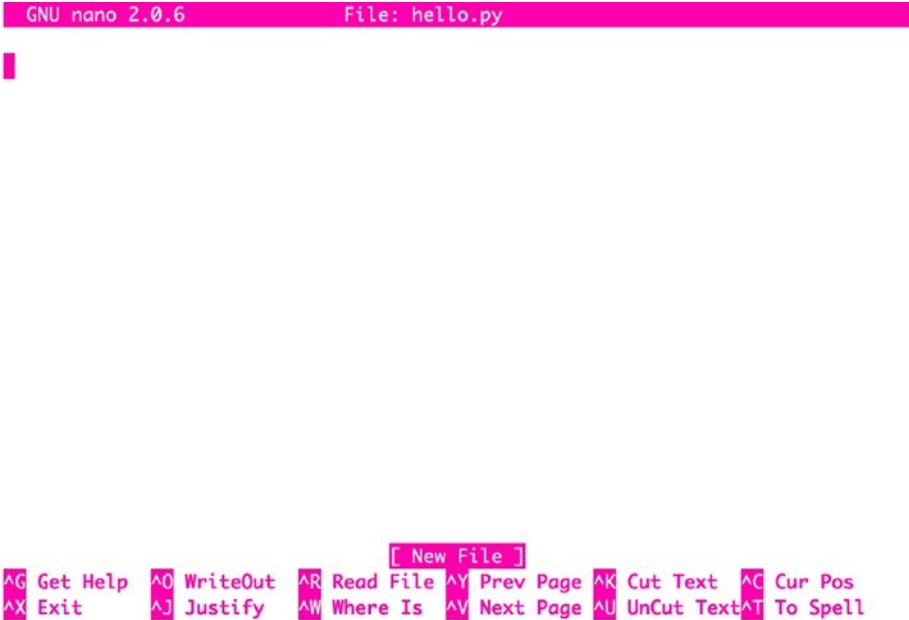 GNU nano 2.0.6 File: hello.py
[ New File ]
^G Get Help ^O WriteOut ^R Read File ^Y Prev Page ^K Cut Text ^C Cur Pos
^X Exit ^J Justify ^W Where Is ^V Next Page ^U UnCut Text^T To Spell